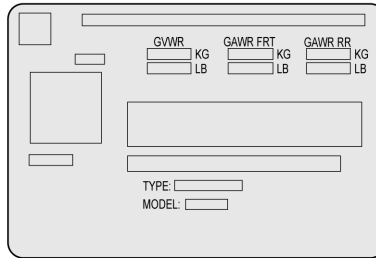 GVWR GAWR FRT GAWR RR
KG KG KG
LB LB LB
TYPE:
MODEL: